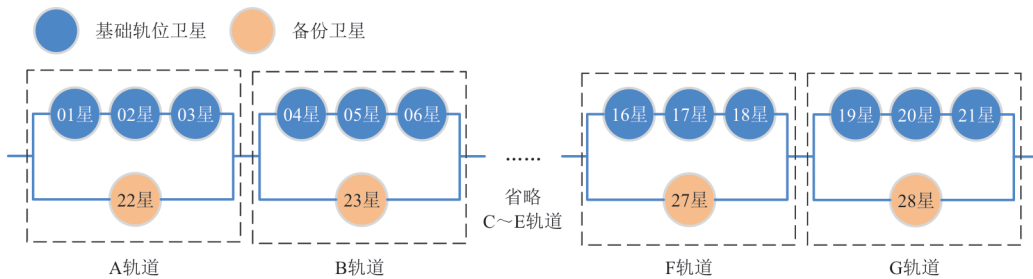 基础轨位卫星
备份卫星
01星 02星 03星
22星
A轨道
04星 05星 06星
23星
B轨道
……
省略
C～E轨道
16星 17星 18星
27星
F轨道
19星 20星 21星
28星
G轨道